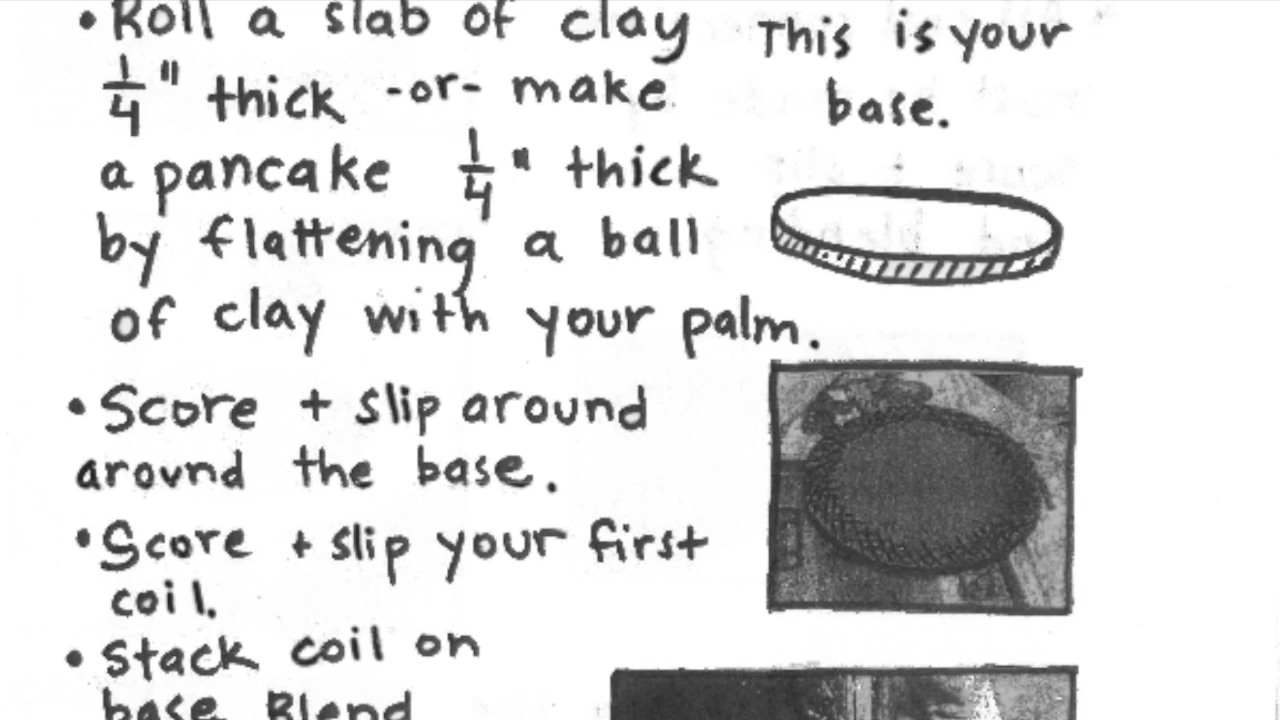 • Roll a slab of clay
1/4" thick -or- make
a pancake 1/4" thick
by flattening a ball
of clay with your palm.
This is your
base.
• Score + slip around
around the base.
• Score + slip your first
coil.
• Stack coil on
base Blend